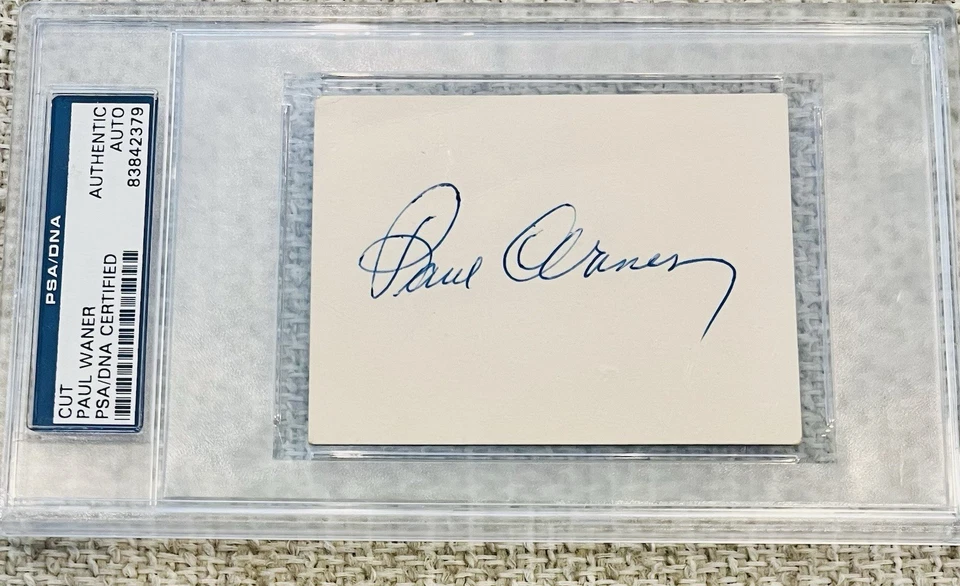 PSA/DNA
CUT
PAUL WANER
PSA/DNA CERTIFIED
AUTHENTIC
AUTO
83842379
Paul Waner